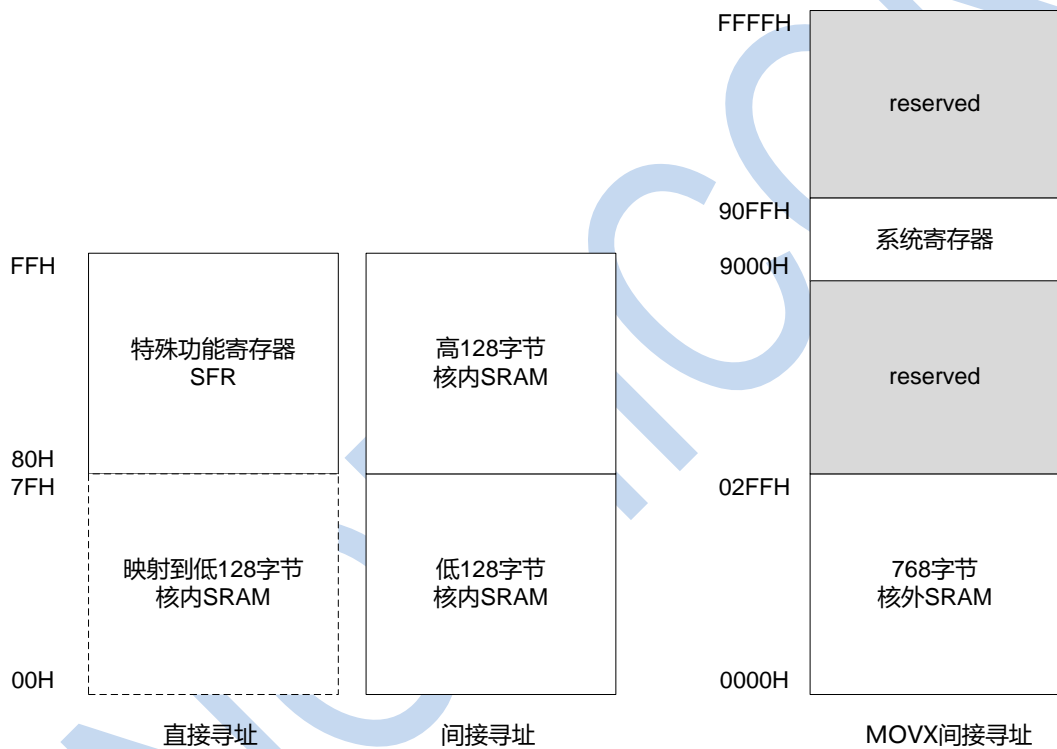 FFFFH
reserved
90FFH
系统寄存器
9000H
FFH
特殊功能寄存器
SFR
高128字节
核内SRAM
reserved
80H
7FH
02FFH
映射到低128字节
核内SRAM
低128字节
核内SRAM
768字节
核外SRAM
00H
0000H
直接寻址
间接寻址
MOVX间接寻址